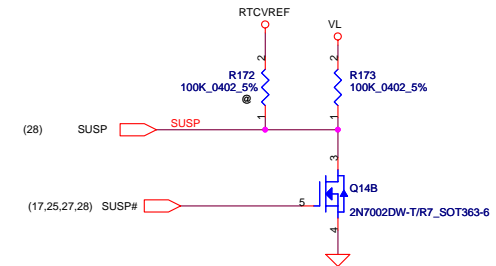 RTCVREF
VL
2
2
R172
100K_0402_5%
@
R173
100K_0402_5%
1
1
(28) SUSP
SUSP
3
Q14B
(17,25,27,28) SUSP#
5
2N7002DW-T/R7_SOT363-6
4